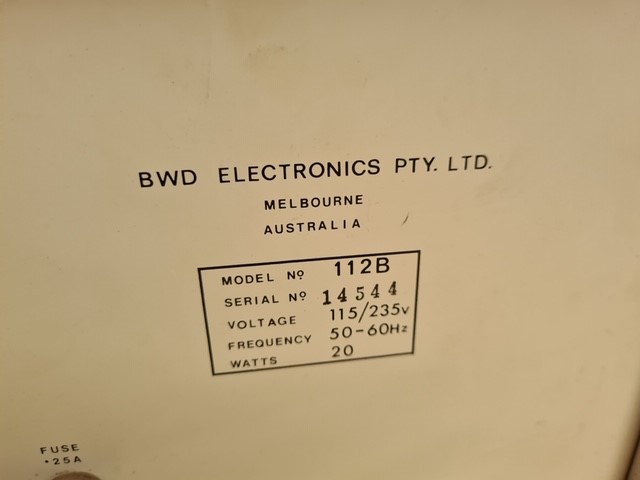 BWD ELECTRONICS PTY. LTD.
MELBOURNE
AUSTRALIA
MODEL Nº 112B
SERIAL Nº 14544
VOLTAGE 115/235v
FREQUENCY 50-60Hz
WATTS 20
FUSE
·25A